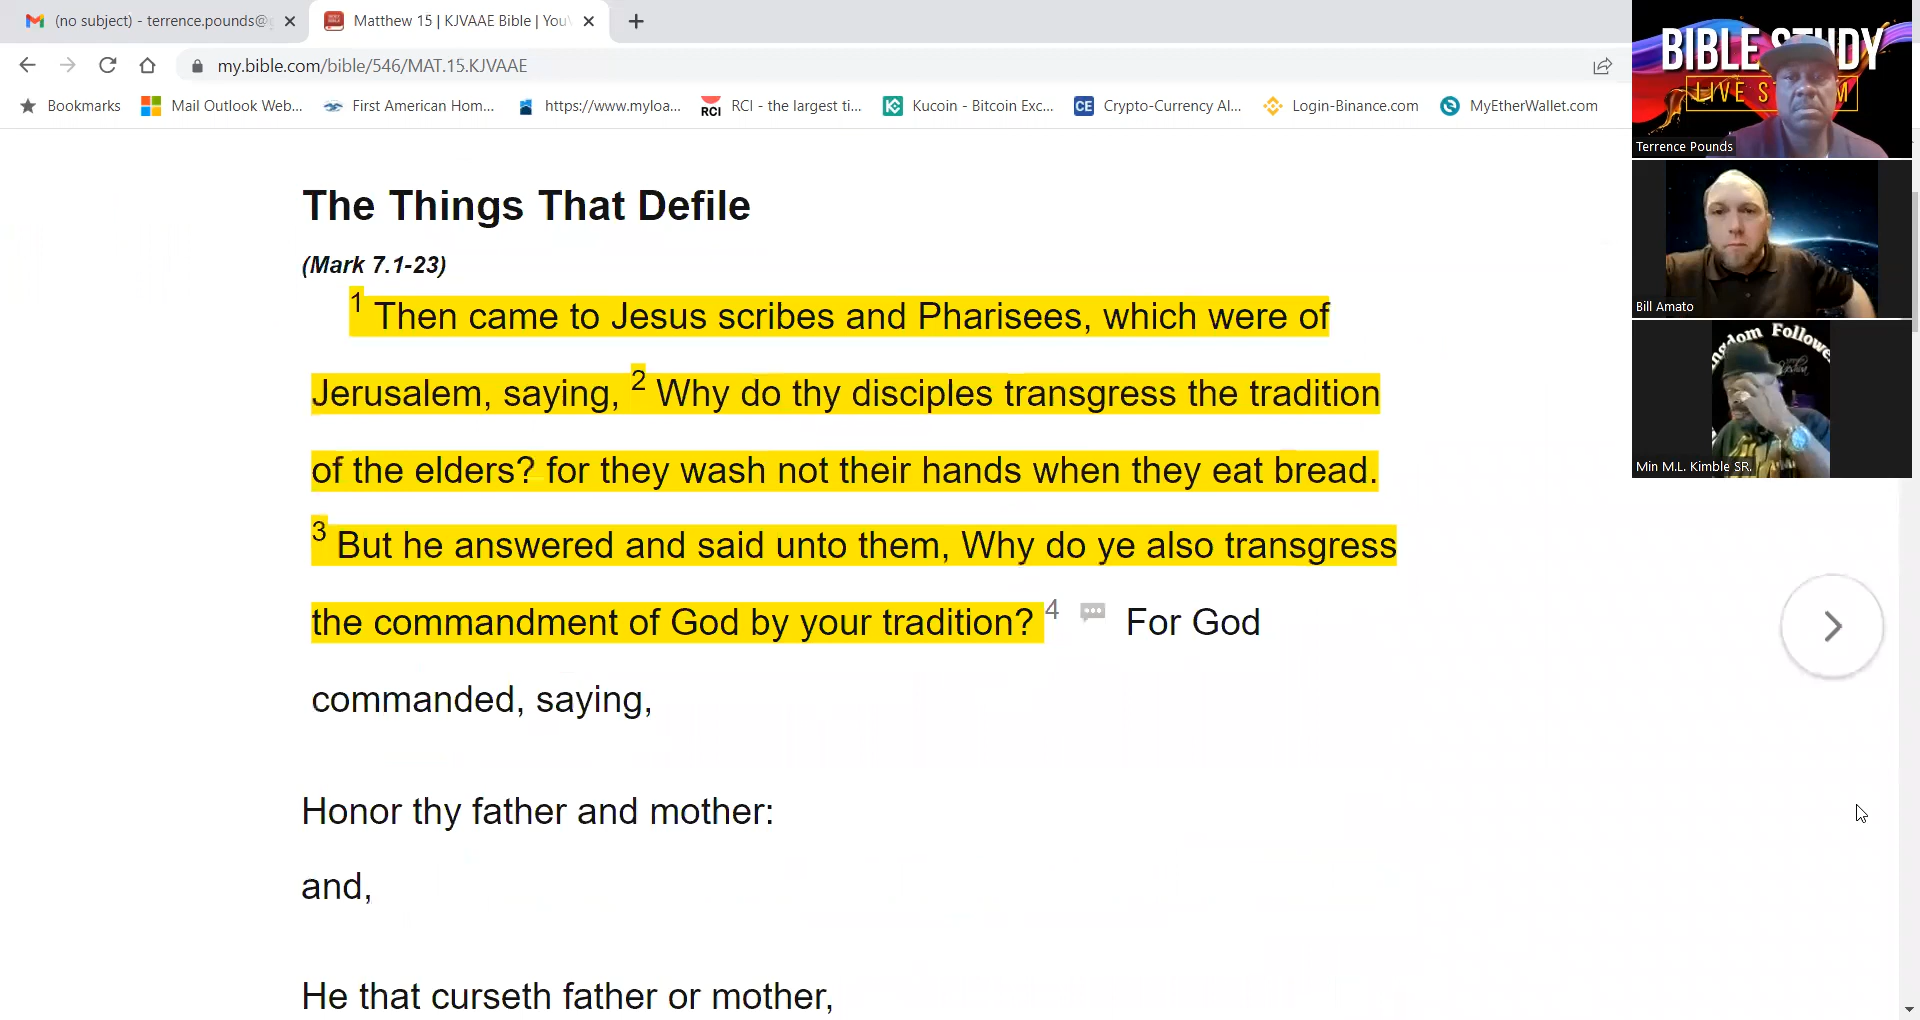 (no subject) - terrence.pounds@
Matthew 15 | KJVAAE Bible | You
my.bible.com/bible/546/MAT.15.KJVAAE
Bookmarks
Mail Outlook Web...
First American Hom...
https://www.myloa...
RCI
RCI - the largest ti...
Kucoin - Bitcoin Exc...
CE
Crypto-Currency Al...
Login-Binance.com
MyEtherWallet.com
The Things That Defile
(Mark 7.1-23)
1 Then came to Jesus scribes and Pharisees, which were of
Jerusalem, saying, 2 Why do thy disciples transgress the tradition
of the elders? for they wash not their hands when they eat bread.
3 But he answered and said unto them, Why do ye also transgress
the commandment of God by your tradition? 4 For God
commanded, saying,
Honor thy father and mother:
and,
He that curseth father or mother,
BIBLE
LIVE
Terrence Pounds
Bill Amato
Min M.L. Kimble SR.